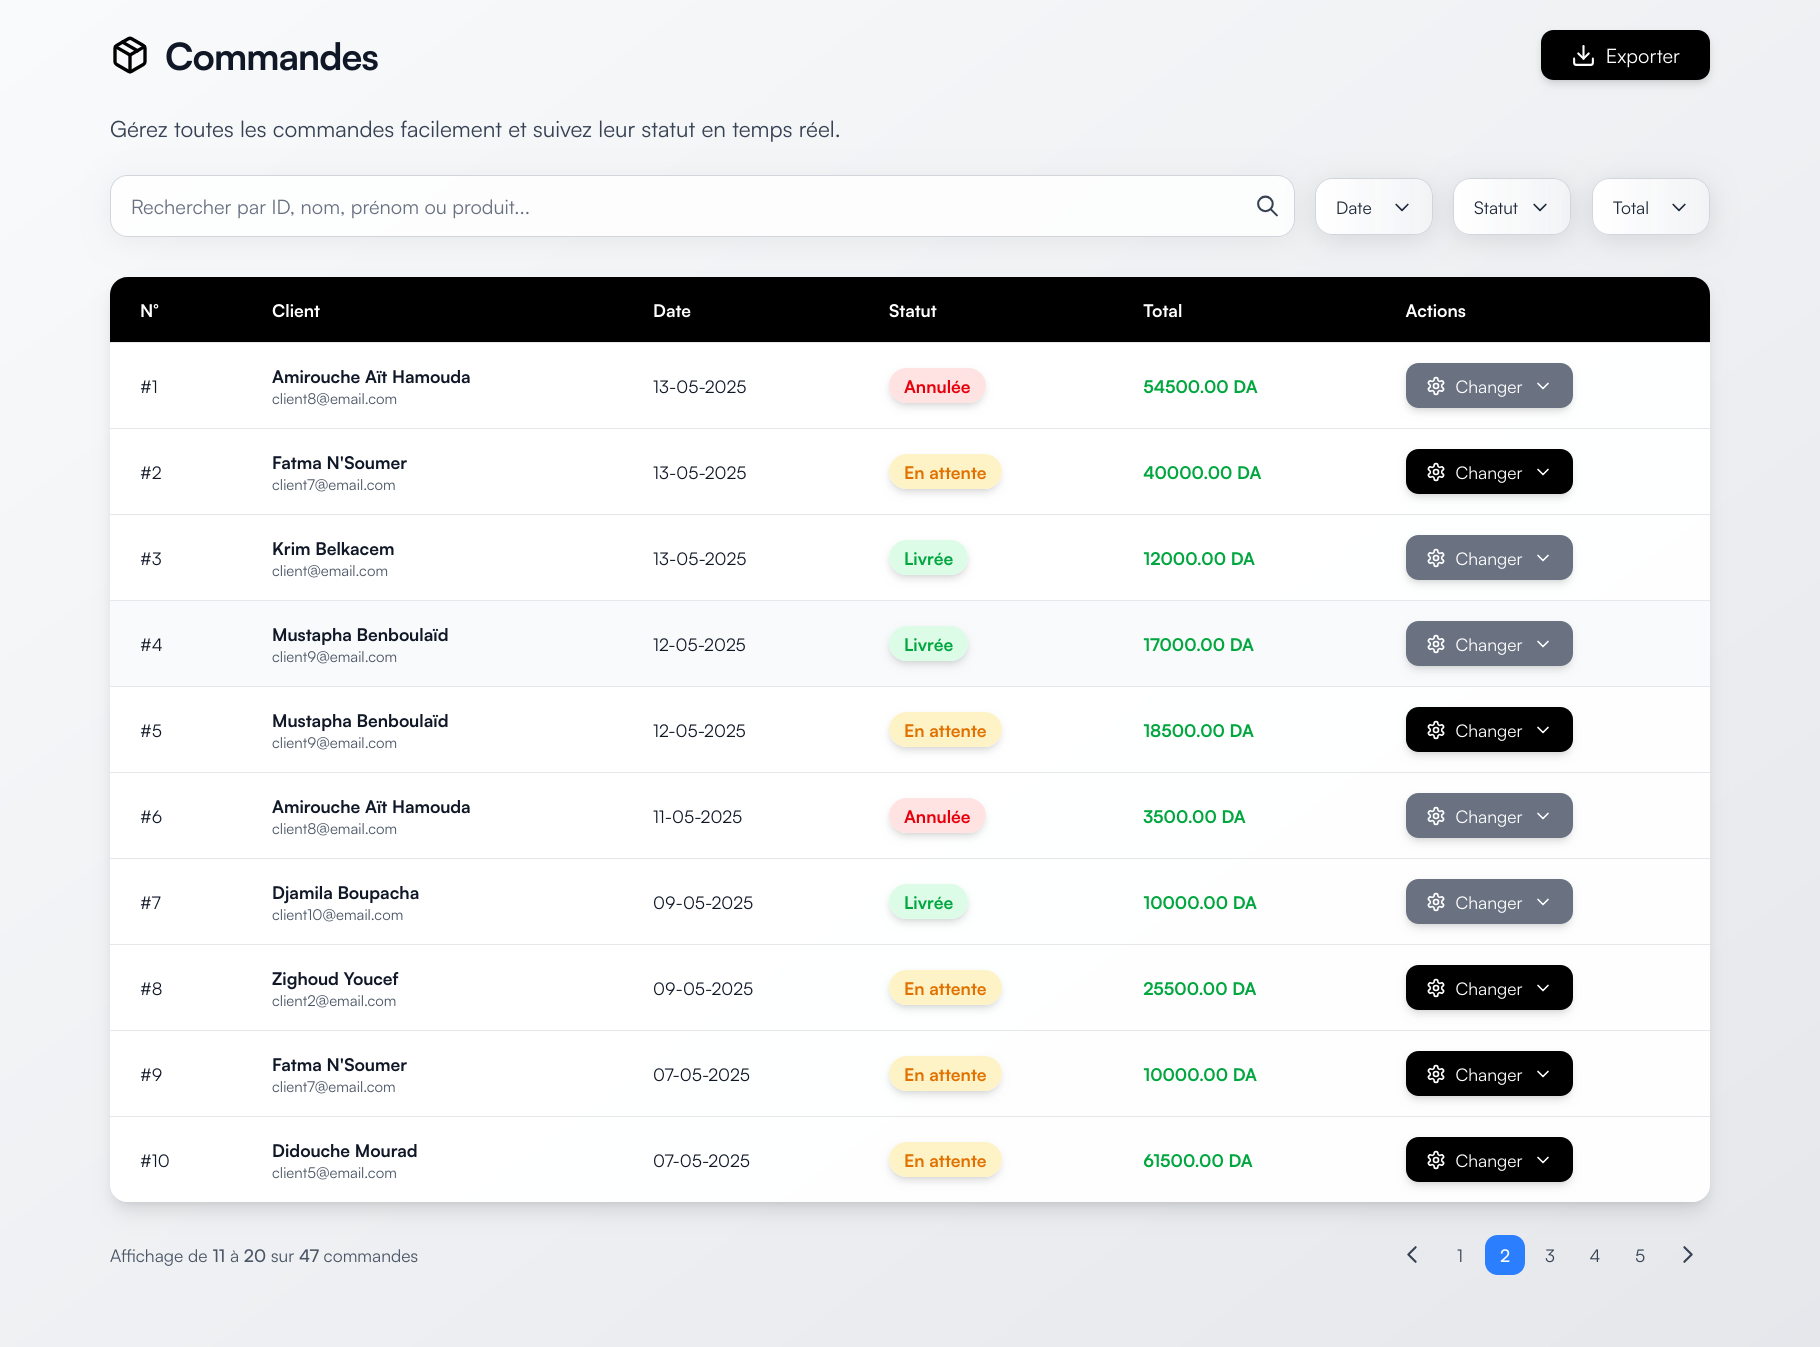 Commandes
Exporter
Gérez toutes les commandes facilement et suivez leur statut en temps réel.
Rechercher par ID, nom, prénom ou produit...
Date
Statut
Total
N° Client Date Statut Total Actions
#1 Amirouche Aït Hamouda 13-05-2025 Annulée 54500.00 DA Changer
client8@email.com
#2 Fatma N'Soumer 13-05-2025 En attente 40000.00 DA Changer
client7@email.com
#3 Krim Belkacem 13-05-2025 Livrée 12000.00 DA Changer
client@email.com
#4 Mustapha Benboulaïd 12-05-2025 Livrée 17000.00 DA Changer
client9@email.com
#5 Mustapha Benboulaïd 12-05-2025 En attente 18500.00 DA Changer
client9@email.com
#6 Amirouche Aït Hamouda 11-05-2025 Annulée 3500.00 DA Changer
client8@email.com
#7 Djamila Boupacha 09-05-2025 Livrée 10000.00 DA Changer
client10@email.com
#8 Zighoud Youcef 09-05-2025 En attente 25500.00 DA Changer
client2@email.com
#9 Fatma N'Soumer 07-05-2025 En attente 10000.00 DA Changer
client7@email.com
#10 Didouche Mourad 07-05-2025 En attente 61500.00 DA Changer
client5@email.com
Affichage de 11 à 20 sur 47 commandes
1 2 3 4 5